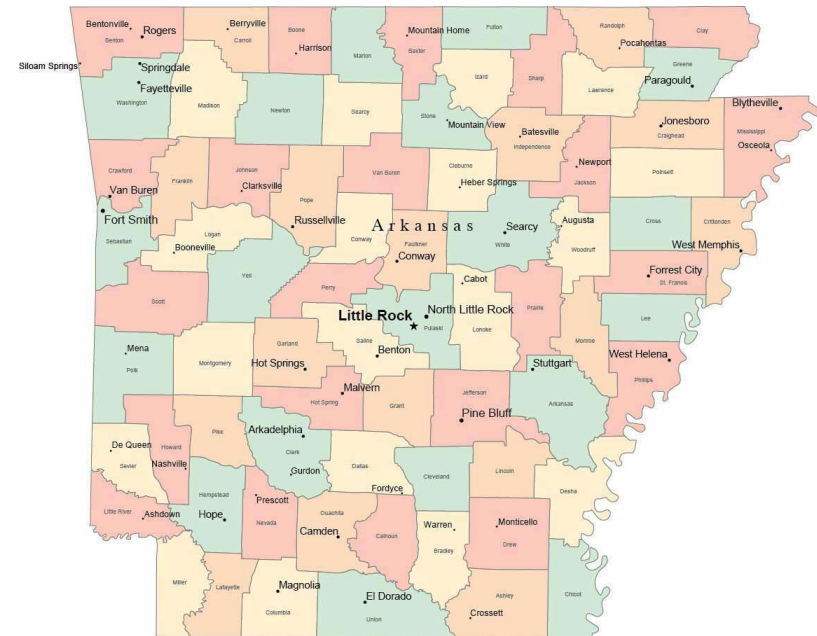 Bentonville
Rogers
Benton
Berryville
Carroll
Boone
Harrison
Marion
Mountain Home
Baxter
Fulton
Randolph
Pocahontas
Clay
Siloam Springs
Springdale
Fayetteville
Washington
Madison
Newton
Searcy
Stone
Mountain View
Izard
Sharp
Lawrence
Greene
Paragould
Batesville
Independence
Jonesboro
Craighead
Blytheville
Mississippi
Osceola
Crawford
Van Buren
Franklin
Johnson
Clarksville
Pope
Russellville
Van Buren
Cleburne
Heber Springs
Newport
Jackson
Poinsett
Fort Smith
Sebastian
Logan
Booneville
Yell
Conway
Arkansas
Faulkner
Conway
Searcy
White
Augusta
Woodruff
Cross
Crittenden
West Memphis
Scott
Perry
Cabot
Lonoke
Prairie
Forrest City
St. Francis
Lee
Little Rock
North Little Rock
Pulaski
Saline
Benton
Monroe
Mena
Polk
Montgomery
Garland
Hot Springs
Malvern
Hot Spring
Grant
Jefferson
Pine Bluff
Stuttgart
Arkansas
West Helena
Phillips
De Queen
Sevier
Howard
Nashville
Pike
Arkadelphia
Clark
Gurdon
Dallas
Fordyce
Cleveland
Lincoln
Desha
Little River
Ashdown
Hempstead
Hope
Prescott
Nevada
Ouachita
Camden
Calhoun
Warren
Bradley
Monticello
Drew
Miller
Lafayette
Magnolia
Columbia
El Dorado
Union
Ashley
Crossett
Chicot